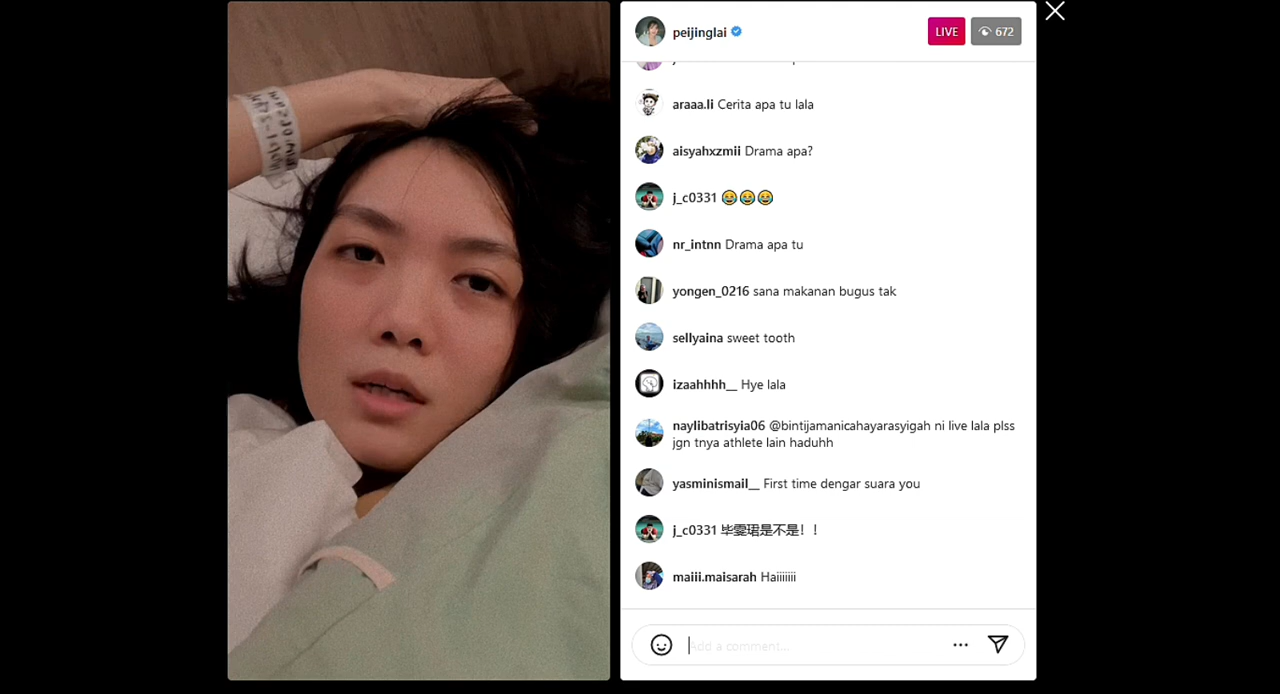 peijinglai
LIVE
672
araaa.li Cerita apa tu lala
aisyahxzmii Drama apa?
j_c0331 😂😂😂
nr_intnn Drama apa tu
yongen_0216 sana makanan bugus tak
sellyaina sweet tooth
izaahhhh__ Hye lala
naylibatrisyia06 @bintijamanicahayarasyigah ni live lala plss
jgn tnya athlete lain haduhh
yasminismail__ First time dengar suara you
j_c0331 毕雯珺是不是！！
maiii.maisarah Haiiiiiii
Add a comment...